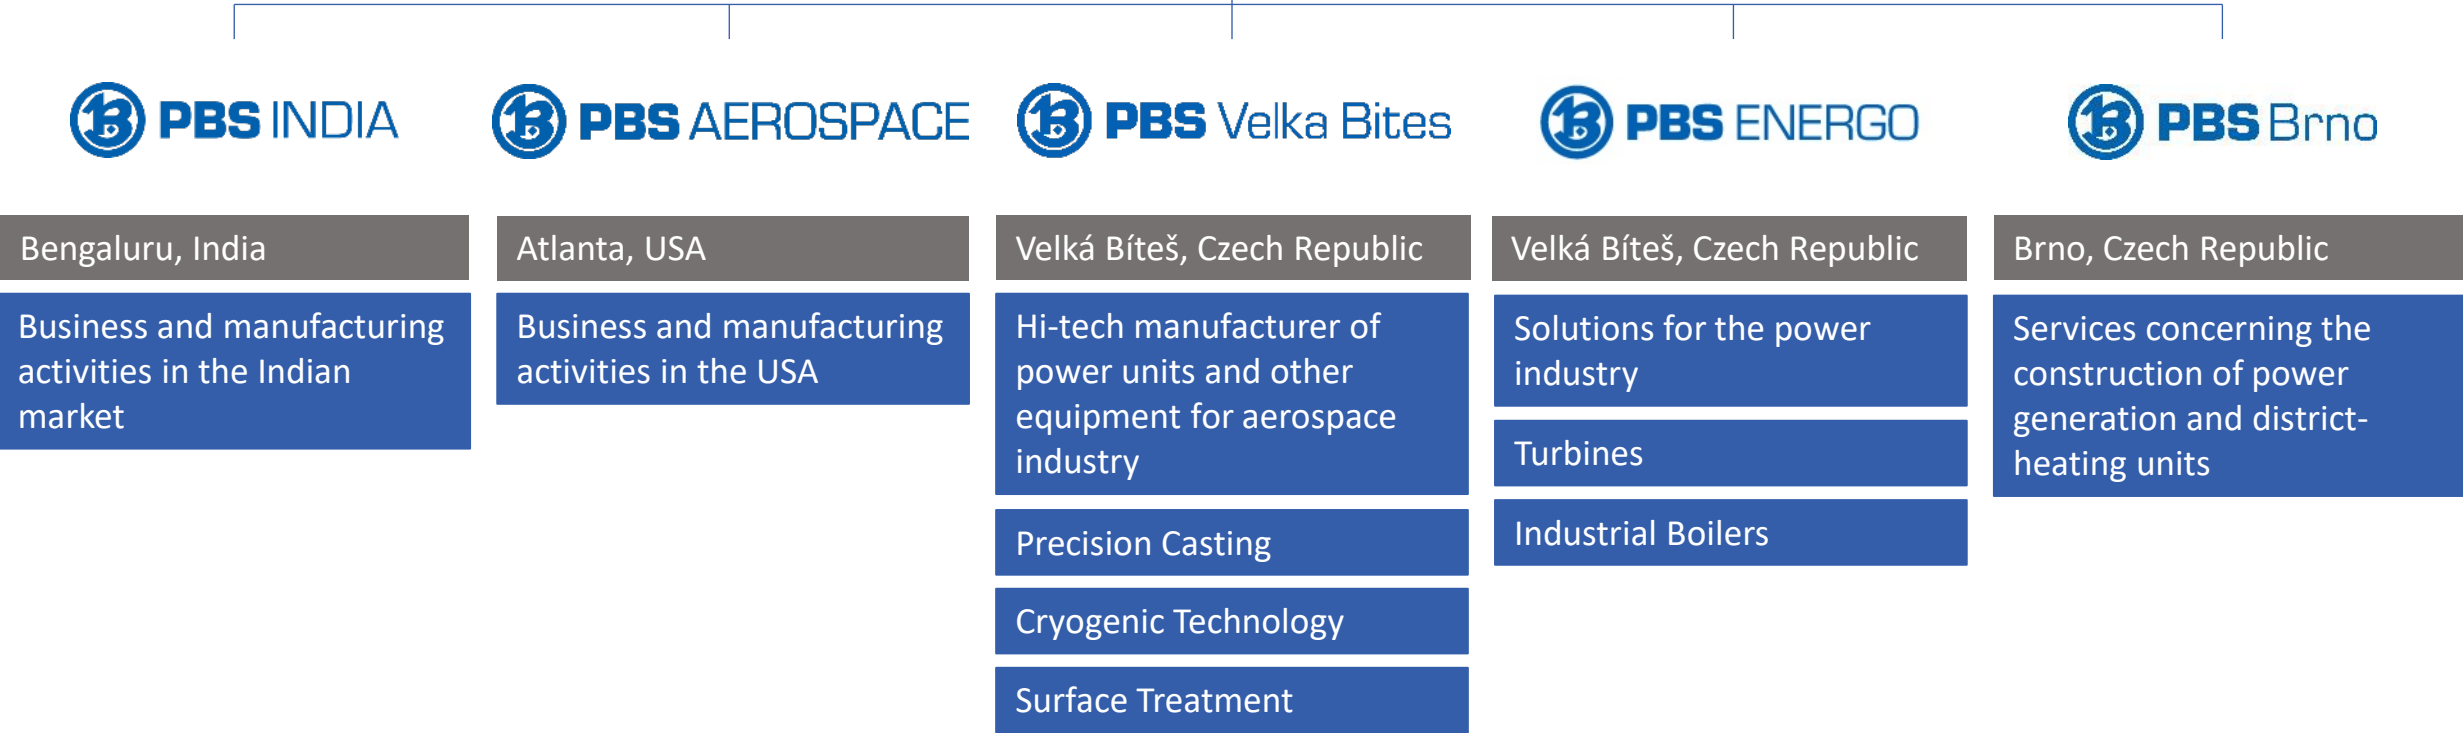 PBS INDIA
Bengaluru, India
Business and manufacturing
activities in the Indian
market
PBS AEROSPACE
Atlanta, USA
Business and manufacturing
activities in the USA
PBS Velka Bites
Velká Bíteš, Czech Republic
Hi-tech manufacturer of
power units and other
equipment for aerospace
industry
Precision Casting
Cryogenic Technology
Surface Treatment
PBS ENERGO
Velká Bíteš, Czech Republic
Solutions for the power
industry
Turbines
Industrial Boilers
PBS Brno
Brno, Czech Republic
Services concerning the
construction of power
generation and district-
heating units